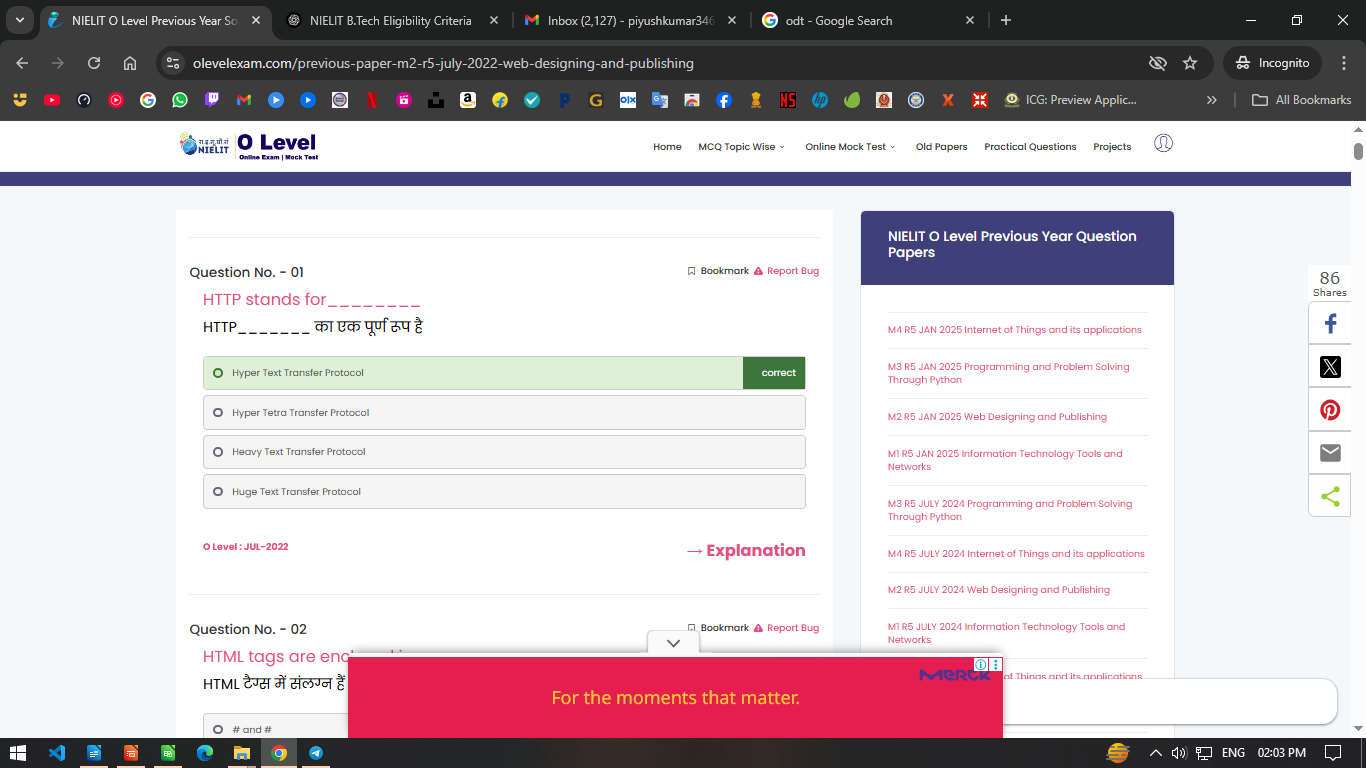 NIELIT O Level Previous Year So
NIELIT B.Tech Eligibility Criteria
Inbox (2,127) - piyushkumar346
odt - Google Search
olevelexam.com/previous-paper-m2-r5-july-2022-web-designing-and-publishing
Incognito
ICG: Preview Applic...
All Bookmarks
रा.इ.सू.प्रौ.सं
NIELIT
O Level
Online Exam | Mock Test
Home
MCQ Topic Wise
Online Mock Test
Old Papers
Practical Questions
Projects
Question No. - 01
Bookmark
Report Bug
HTTP stands for________
HTTP_______ का एक पूर्ण रूप है
Hyper Text Transfer Protocol
correct
Hyper Tetra Transfer Protocol
Heavy Text Transfer Protocol
Huge Text Transfer Protocol
O Level : JUL-2022
→ Explanation
Question No. - 02
Bookmark
Report Bug
HTML tags are
HTML टैग्स में संलग्न हैं
# and #
NIELIT O Level Previous Year Question
Papers
M4 R5 JAN 2025 Internet of Things and its applications
M3 R5 JAN 2025 Programming and Problem Solving
Through Python
M2 R5 JAN 2025 Web Designing and Publishing
M1 R5 JAN 2025 Information Technology Tools and
Networks
M3 R5 JULY 2024 Programming and Problem Solving
Through Python
M4 R5 JULY 2024 Internet of Things and its applications
M2 R5 JULY 2024 Web Designing and Publishing
M1 R5 JULY 2024 Information Technology Tools and
Networks
of Things and its applications
86
Shares
MERCK
For the moments that matter.
ENG
02:03 PM